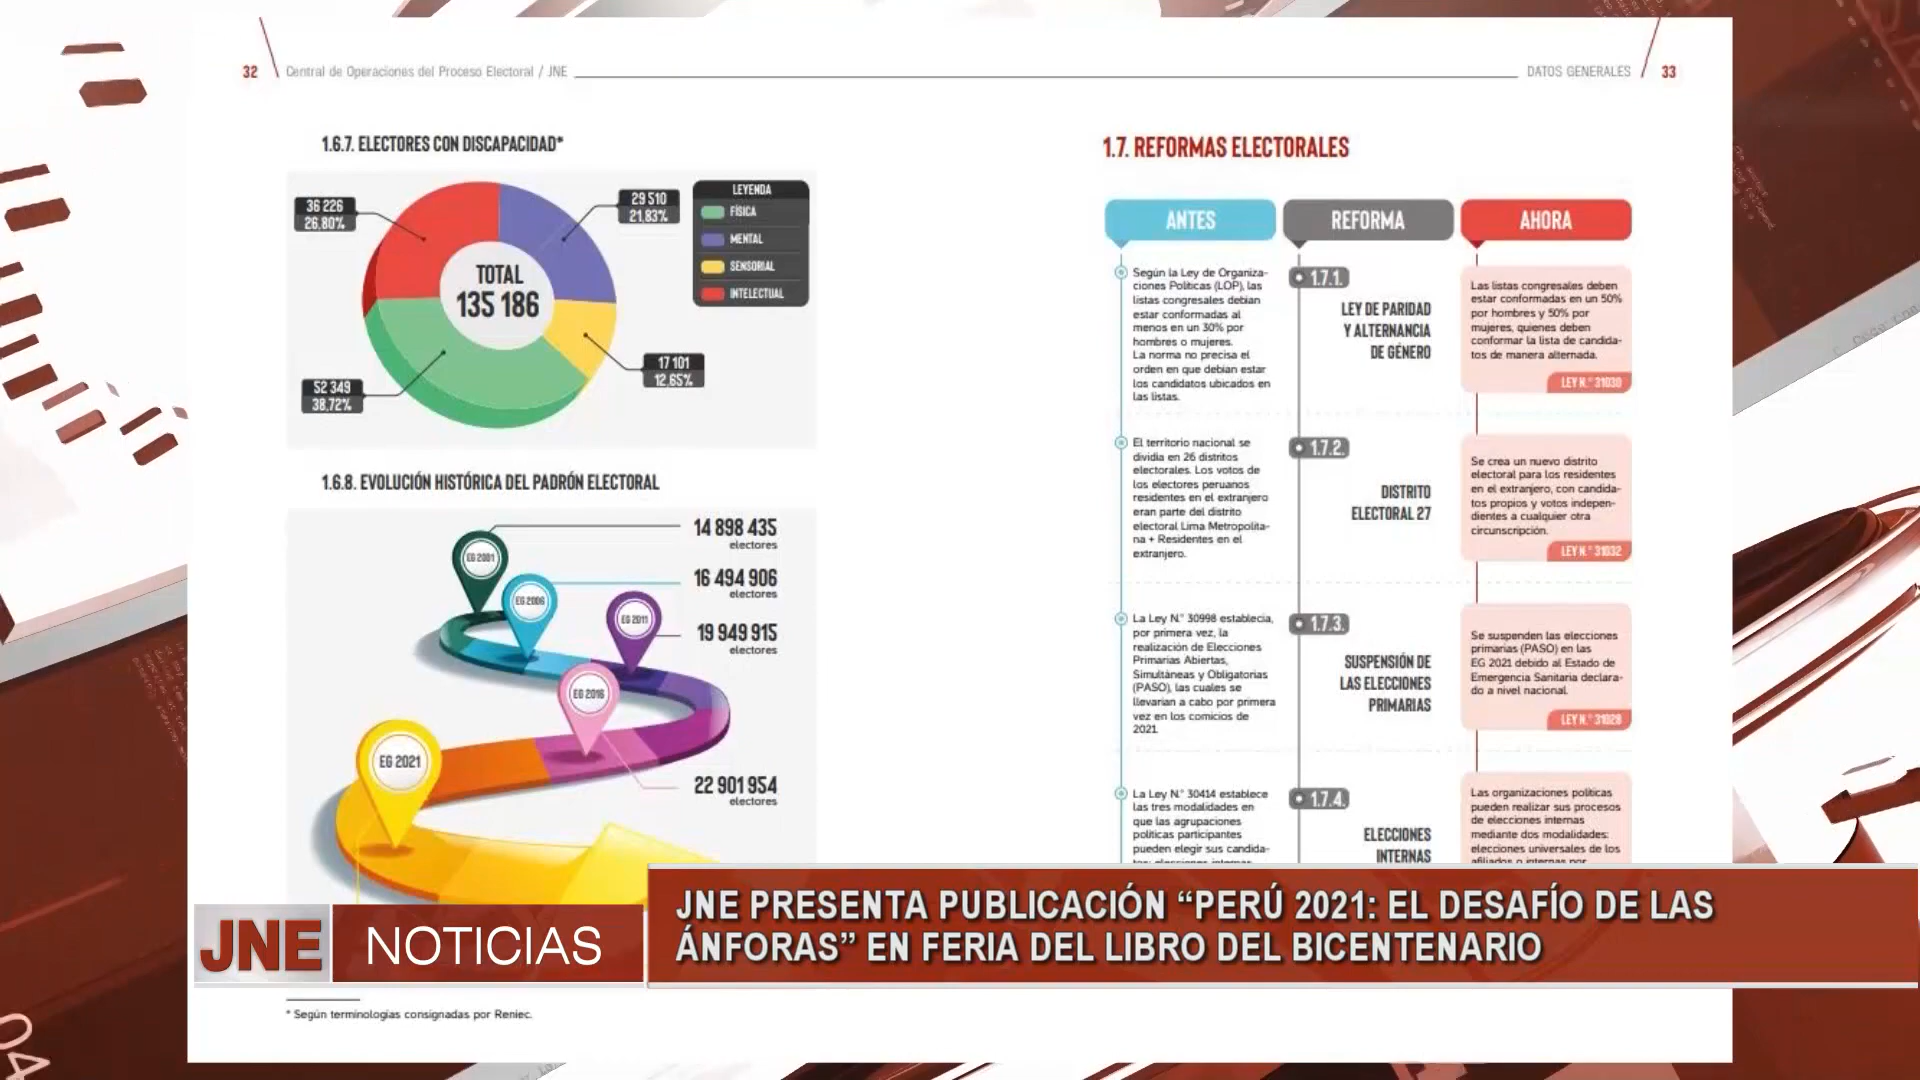 32
Central de Operaciones del Proceso Electoral / JNE
DATOS GENERALES
33
1.6.7. ELECTORES CON DISCAPACIDAD*
36 226
26,80%
29 510
21,83%
TOTAL
135 186
17 101
12,65%
52 349
38,72%
LEYENDA
FÍSICA
MENTAL
SENSORIAL
INTELECTUAL
1.6.8. EVOLUCIÓN HISTÓRICA DEL PADRÓN ELECTORAL
EG 2001
14 898 435
electores
EG 2006
16 494 906
electores
EG 2011
19 949 915
electores
EG 2016
22 901 954
electores
EG 2021
* Según terminologías consignadas por Reniec.
1.7. REFORMAS ELECTORALES
ANTES
REFORMA
AHORA
Según la Ley de Organiza-
ciones Políticas (LOP), las
listas congresales debían
estar conformadas al
menos en un 30% por
hombres o mujeres.
La norma no precisa el
orden en que debían estar
los candidatos ubicados en
las listas.
1.7.1.
LEY DE PARIDAD
Y ALTERNANCIA
DE GÉNERO
Las listas congresales deben
estar conformadas en un 50%
por hombres y 50% por
mujeres, quienes deben
conformar la lista de candida-
tos de manera alternada.
LEY N.° 31030
El territorio nacional se
dividía en 26 distritos
electorales. Los votos de
los electores peruanos
residentes en el extranjero
eran parte del distrito
electoral Lima Metropolita-
na + Residentes en el
extranjero.
1.7.2.
DISTRITO
ELECTORAL 27
Se crea un nuevo distrito
electoral para los residentes
en el extranjero, con candida-
tos propios y votos indepen-
dientes a cualquier otra
circunscripción.
LEY N.° 31032
La Ley N.° 30998 establecía,
por primera vez, la
realización de Elecciones
Primarias Abiertas,
Simultáneas y Obligatorias
(PASO), las cuales se
llevarían a cabo por primera
vez en los comicios de
2021.
1.7.3.
SUSPENSIÓN DE
LAS ELECCIONES
PRIMARIAS
Se suspenden las elecciones
primarias (PASO) en las
EG 2021 debido al Estado de
Emergencia Sanitaria declara-
do a nivel nacional.
LEY N.° 31028
La Ley N.° 30414 establece
las tres modalidades en
que las agrupaciones
políticas participantes
pueden elegir sus candida-
tos: elecciones internas
1.7.4.
ELECCIONES
INTERNAS
Las organizaciones políticas
pueden realizar sus procesos
de elecciones internas
mediante dos modalidades:
elecciones universales de los
afiliados o internas por
JNE NOTICIAS
JNE PRESENTA PUBLICACIÓN “PERÚ 2021: EL DESAFÍO DE LAS
ÁNFORAS” EN FERIA DEL LIBRO DEL BICENTENARIO
04